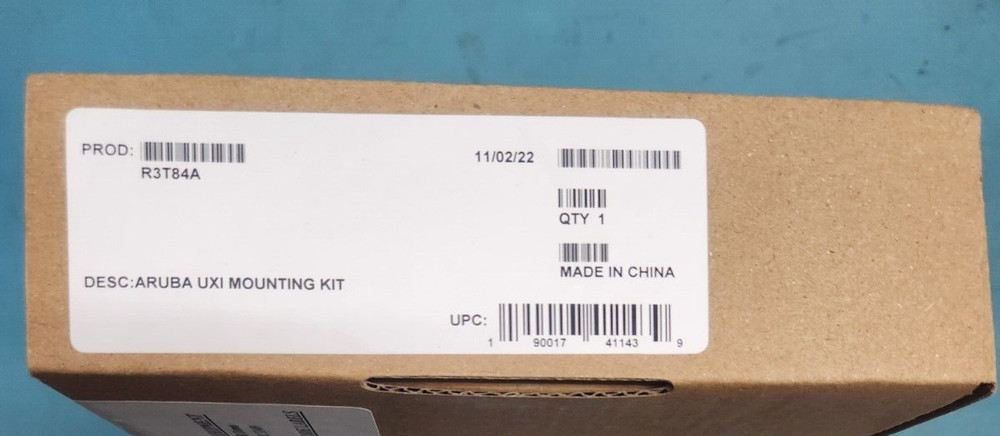 PROD:
R3T84A
11/02/22
QTY 1
MADE IN CHINA
DESC:ARUBA UXI MOUNTING KIT
UPC:
1 90017 41143 9